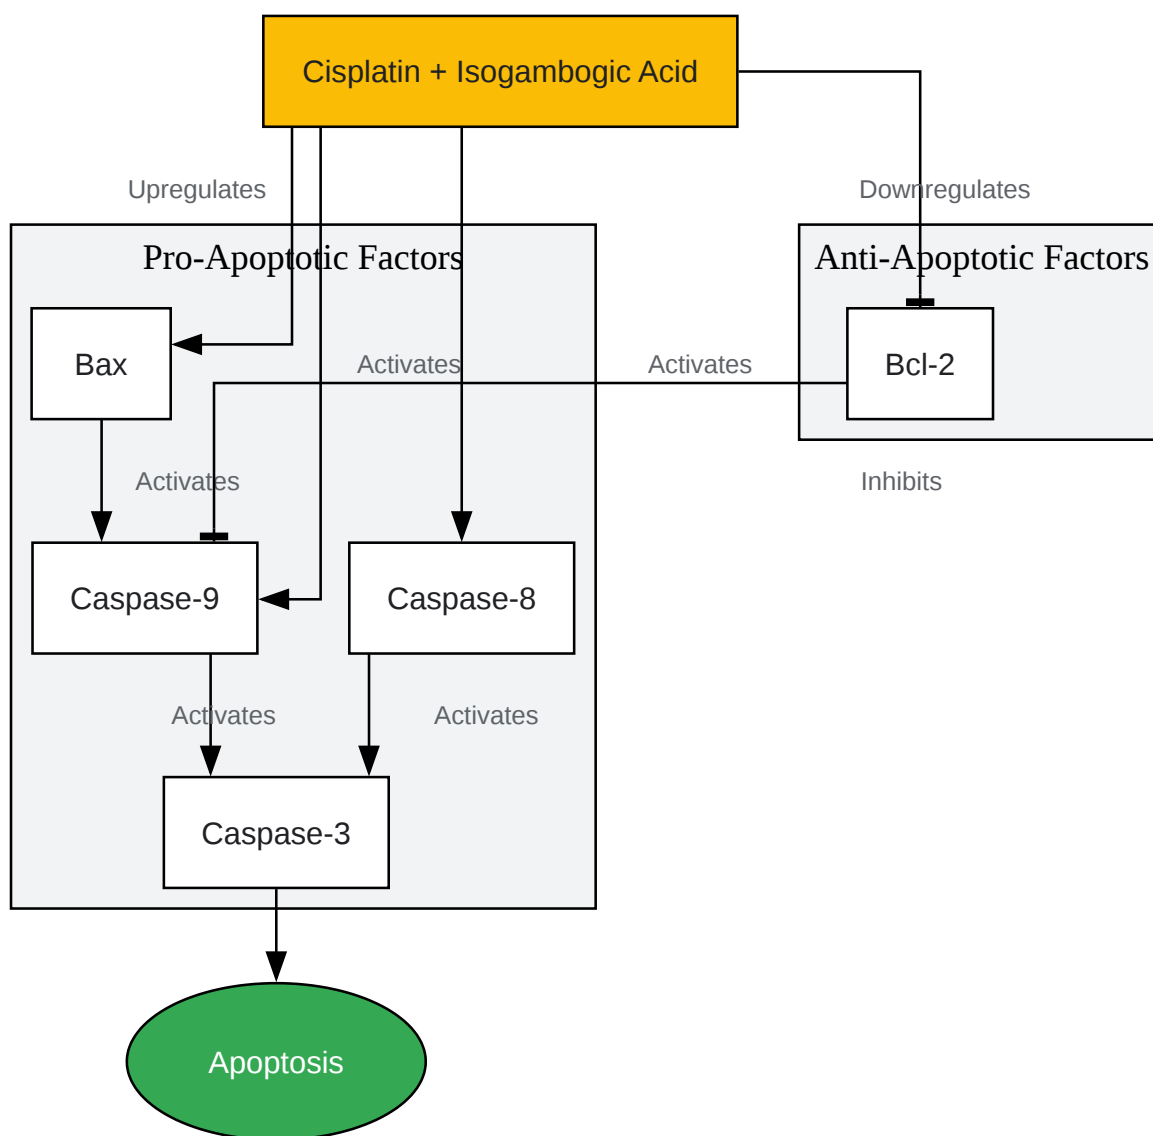 Cisplatin + Isogambogic Acid
Upregulates
Downregulates
Pro-Apoptotic Factors
Anti-Apoptotic Factors
Bax
Activates
Activates
Bcl-2
Activates
Inhibits
Caspase-9
Caspase-8
Activates
Activates
Caspase-3
Apoptosis